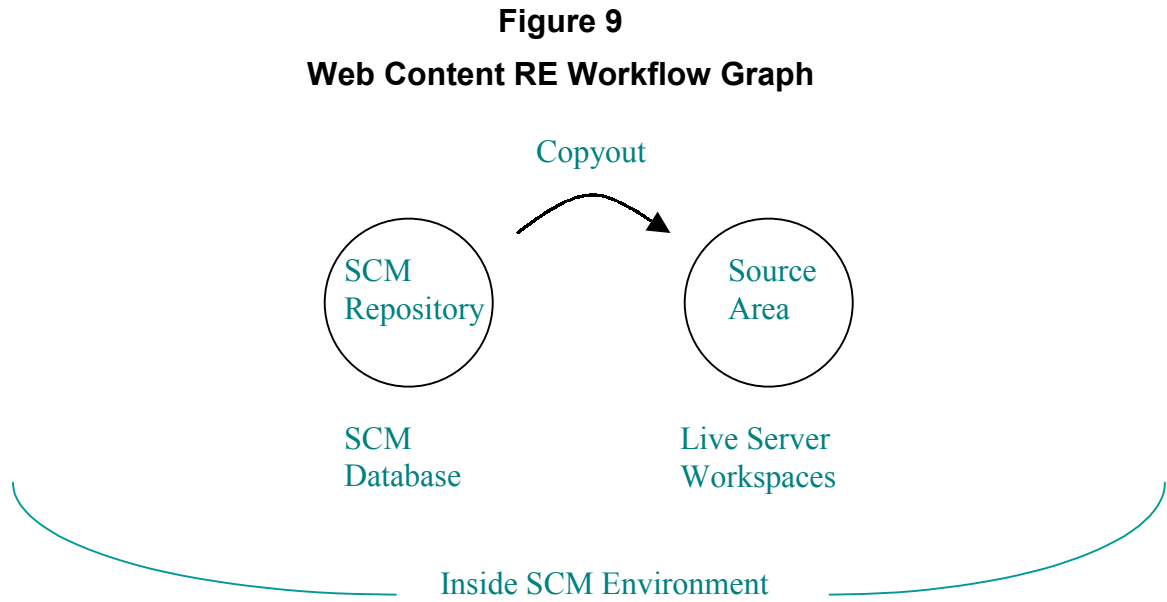 Figure 9
Web Content RE Workflow Graph
Copyout
SCM
Repository
Source
Area
SCM
Database
Live Server
Workspaces
Inside SCM Environment